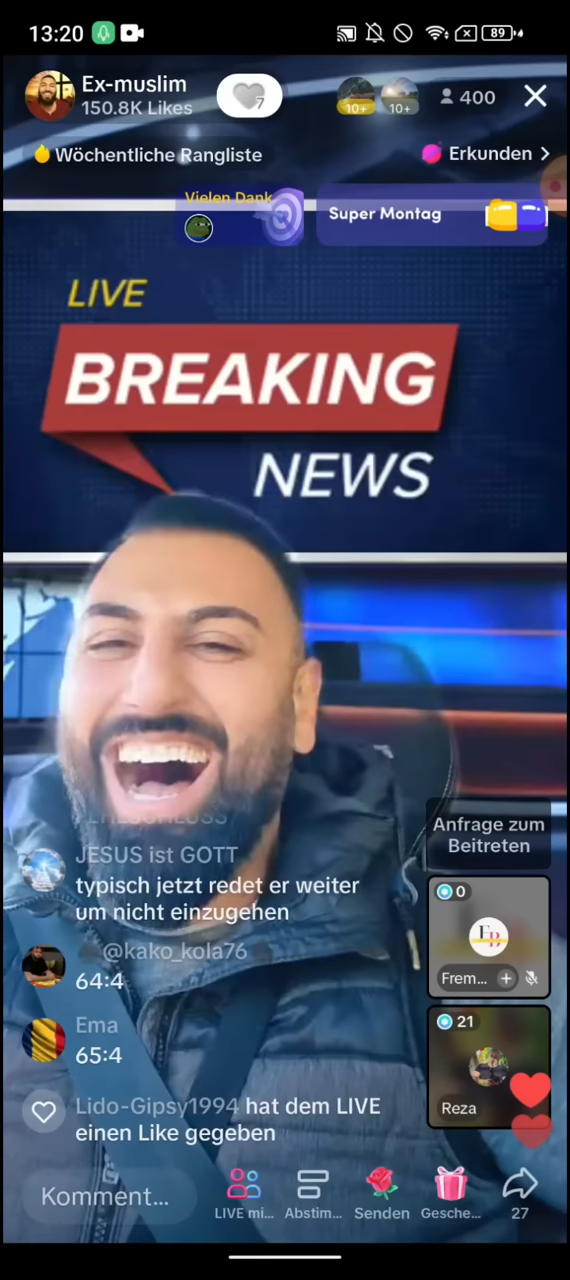 13:20
89
Ex-muslim
150.8K Likes
7
10+
10+
400
Wöchentliche Rangliste
Erkunden
Vielen Dank
Super Montag
LIVE
BREAKING
NEWS
Anfrage zum
Beitreten
JESUS ist GOTT
typisch jetzt redet er weiter
um nicht einzugehen
@kako_kola76
64:4
Ema
65:4
Lido-Gipsy1994 hat dem LIVE
einen Like gegeben
0
Frem...
21
Reza
Komment...
LIVE mi...
Abstim...
Senden
Gesche...
27